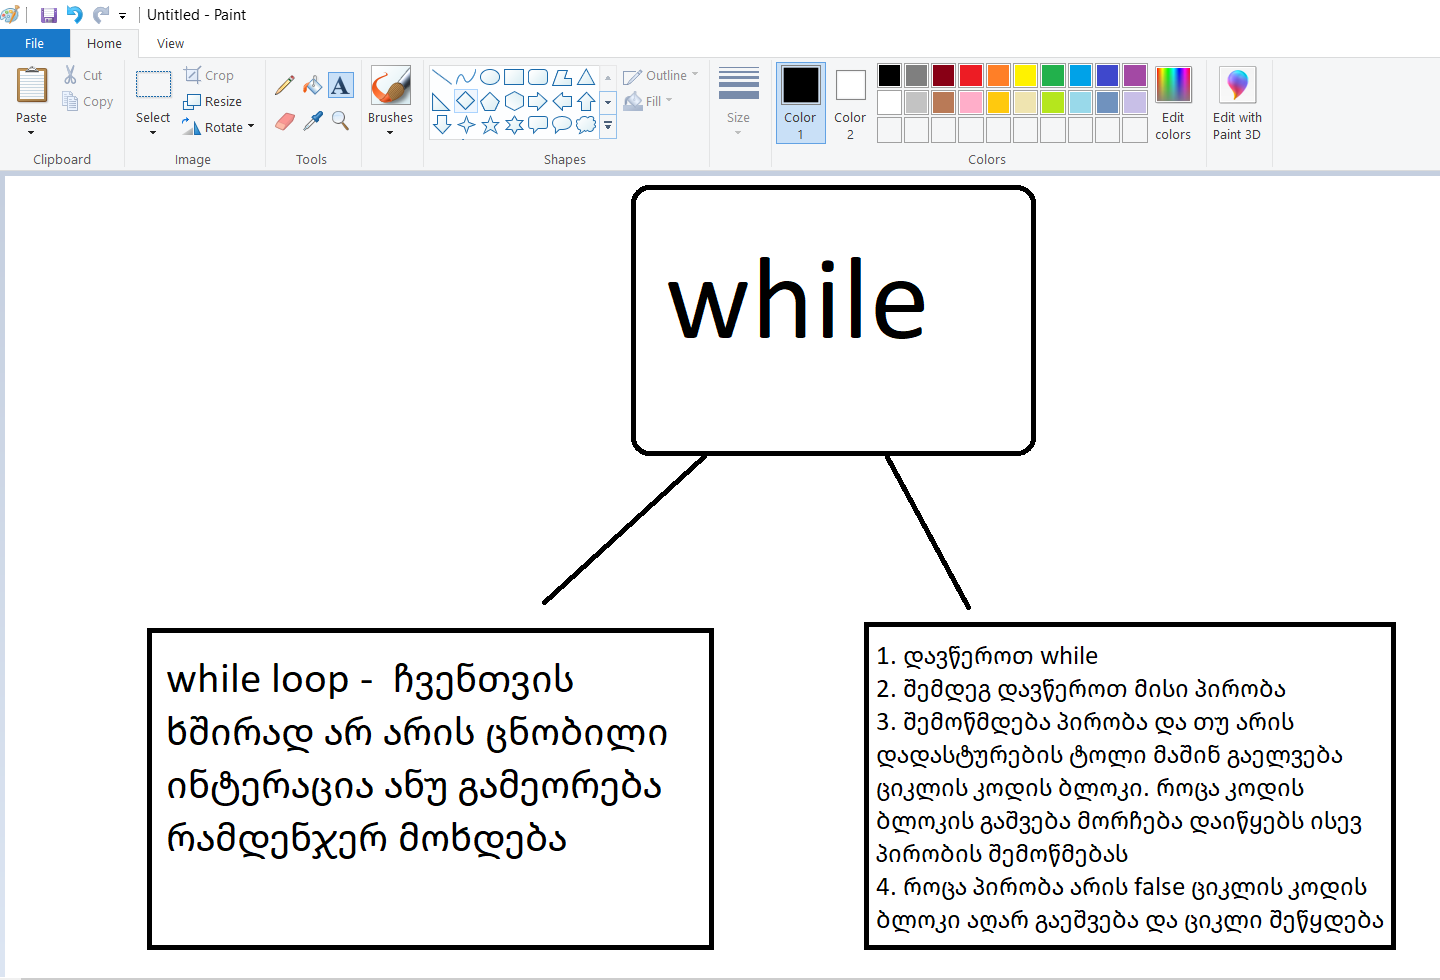 Untitled - Paint
File Home View
Paste
Cut
Copy
Clipboard
Select
Crop
Resize
Rotate
Image
Tools
Brushes
Shapes
Outline
Fill
Size
Color 1
Color 2
Edit colors
Colors
Edit with Paint 3D
while
while loop - ჩვენთვის
ხშირად არ არის ცნობილი
ინტერაცია ანუ გამეორება
რამდენჯერ მოხდება
1. დავწეროთ while
2. შემდეგ დავწეროთ მისი პირობა
3. შემოწმდება პირობა და თუ არის
დადასტურების ტოლი მაშინ გაელვება
ციკლის კოდის ბლოკი. როცა კოდის
ბლოკის გაშვება მორჩება დაიწყებს ისევ
პირობის შემოწმებას
4. როცა პირობა არის false ციკლის კოდის
ბლოკი აღარ გაეშვება და ციკლი შეწყდება